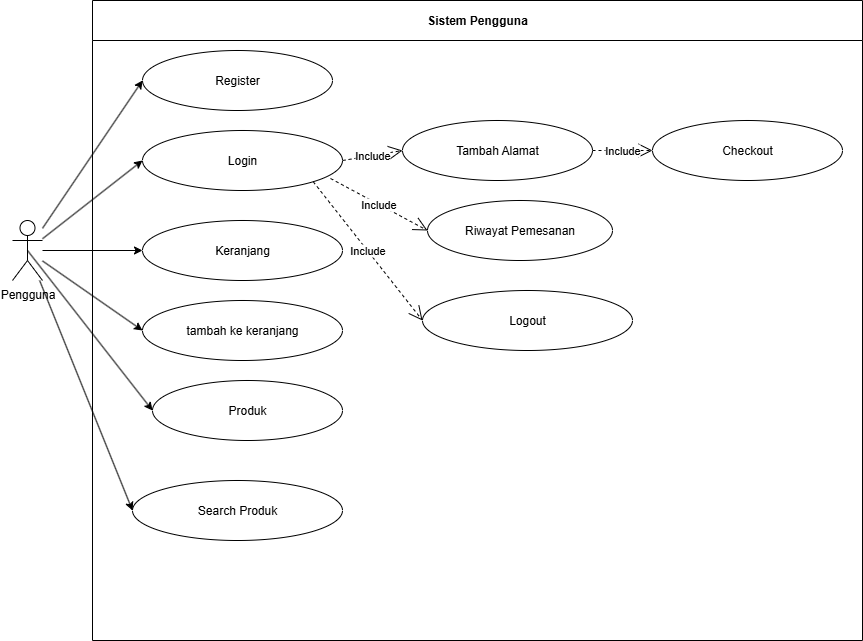 Sistem Pengguna
Register
Login
Include
Tambah Alamat
Include
Checkout
Include
Riwayat Pemesanan
Pengguna
Keranjang
Include
tambah ke keranjang
Logout
Produk
Search Produk